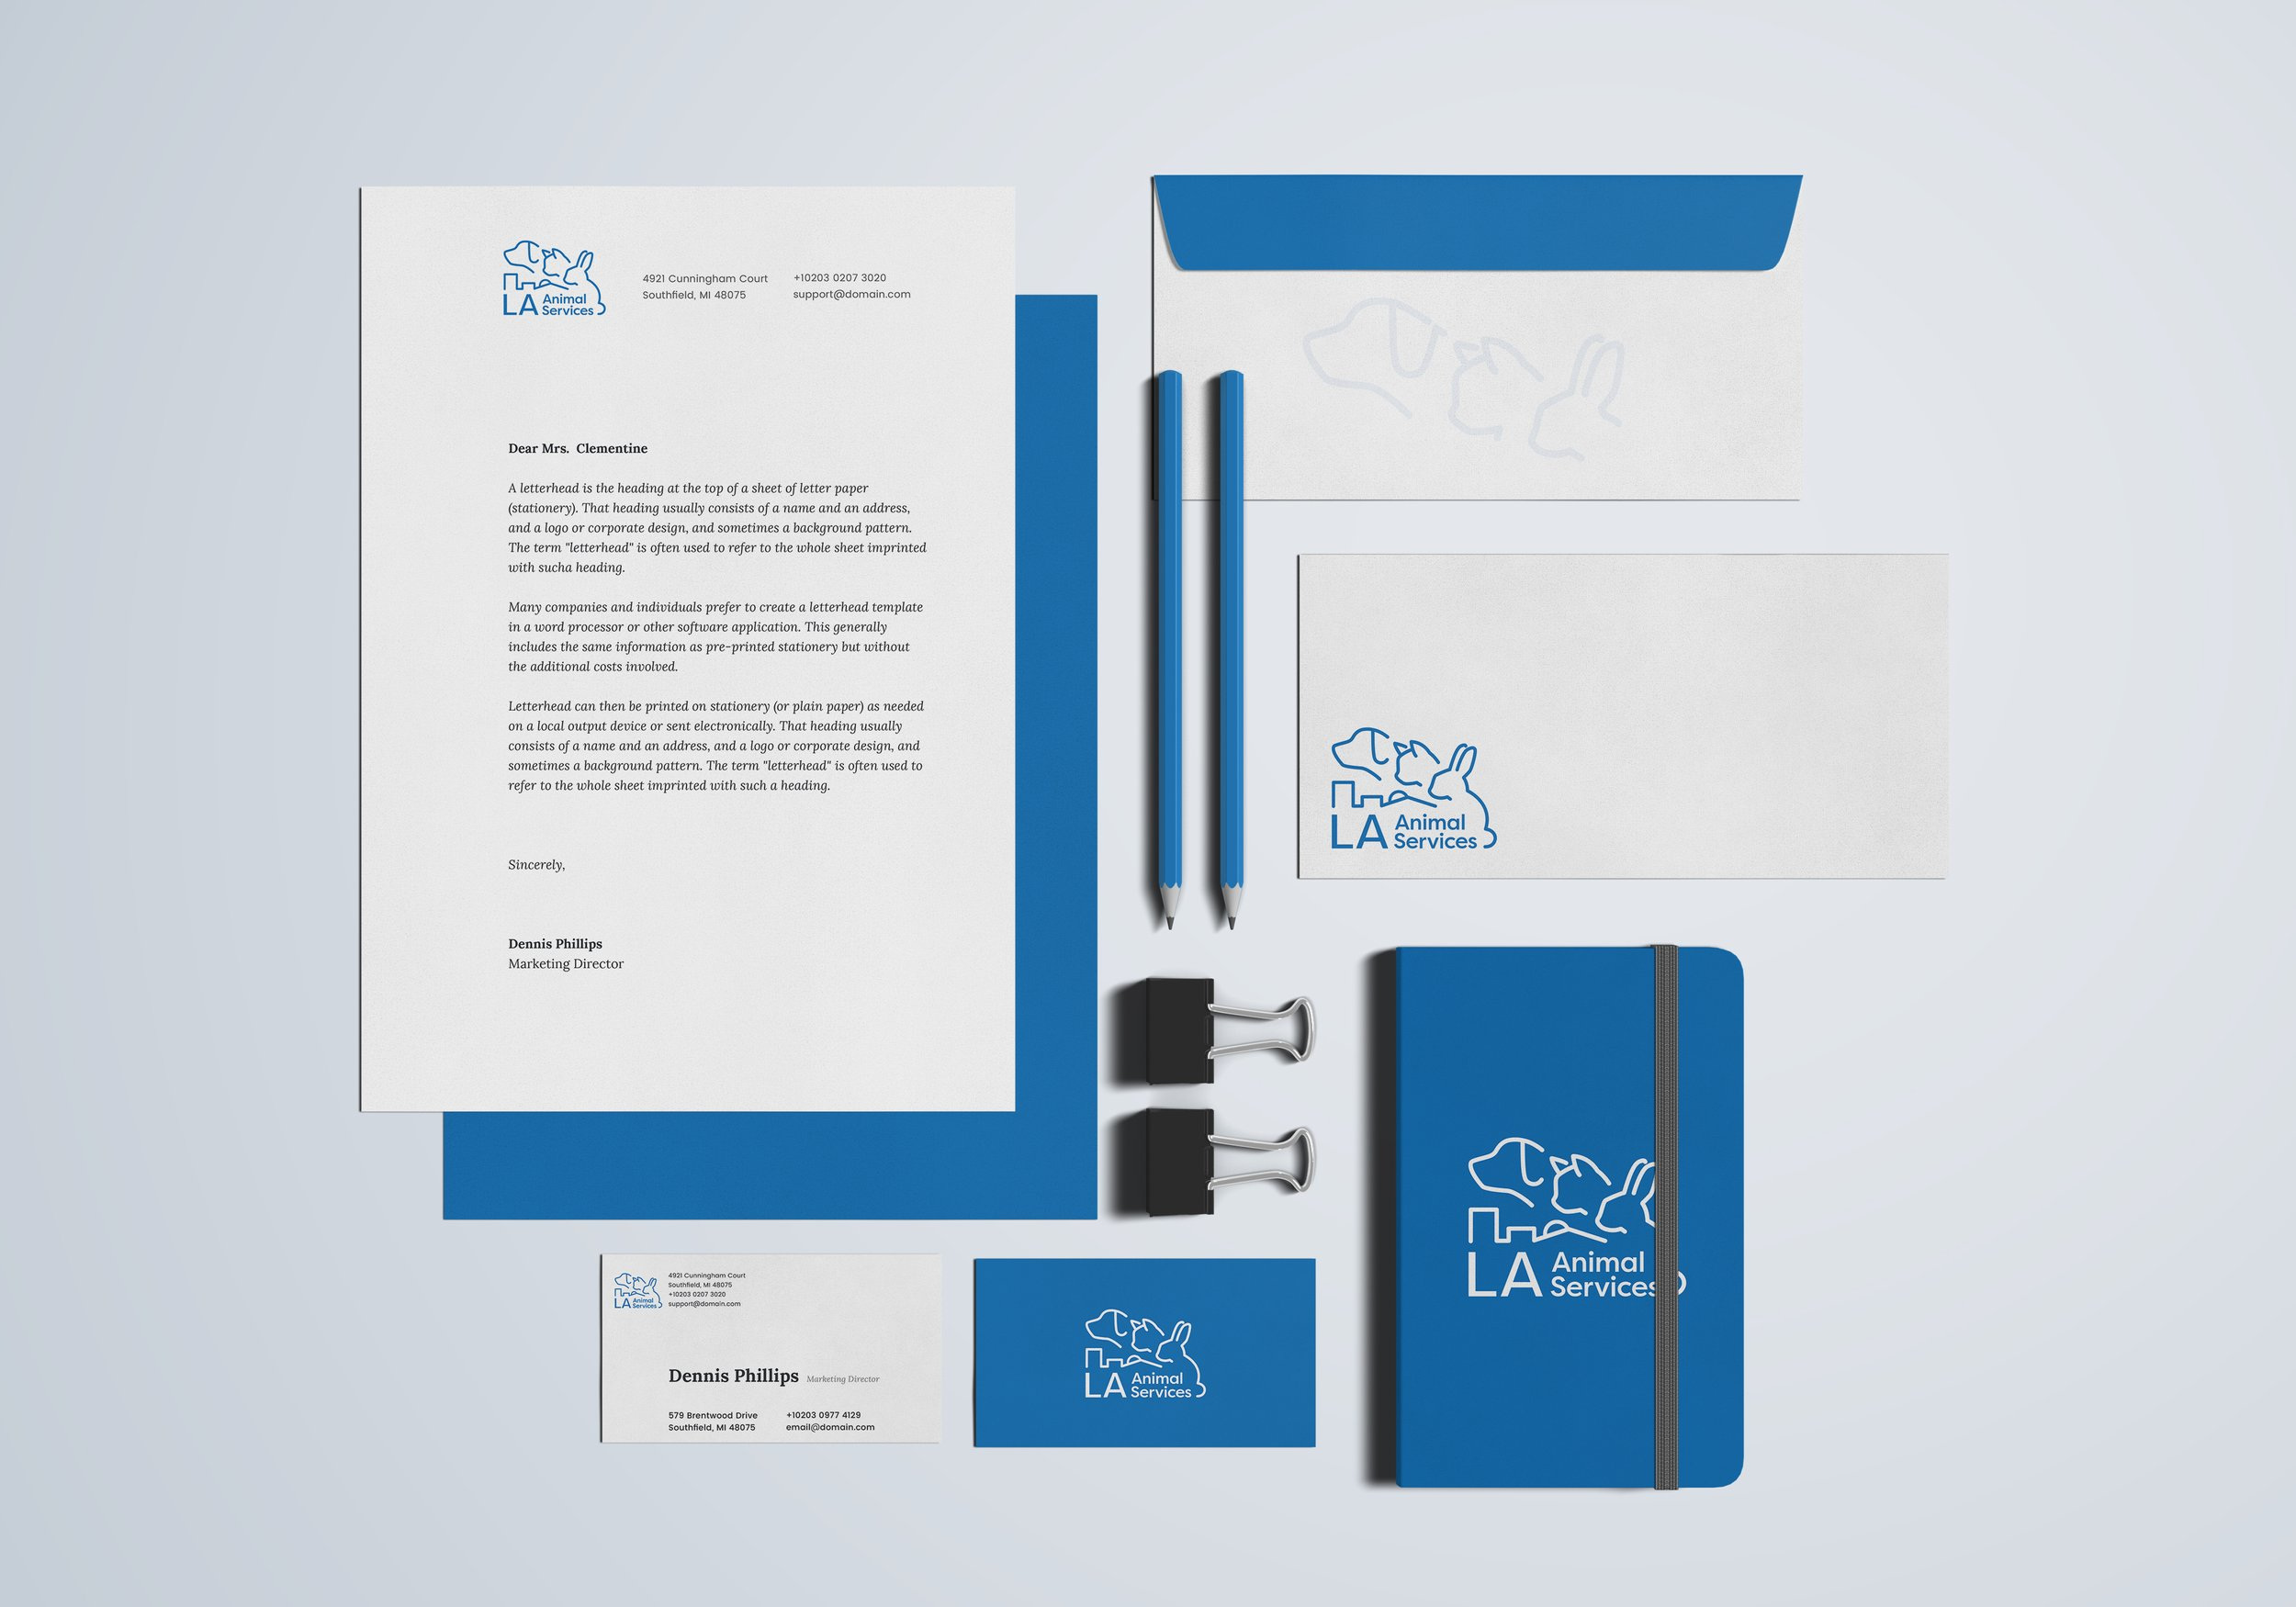 LA Animal
Services
4921 Cunningham Court
Southfield, MI 48075
+10203 0207 3020
support@domain.com
Dear Mrs.  Clementine
A letterhead is the heading at the top of a sheet of letter paper
(stationery). That heading usually consists of a name and an address,
and a logo or corporate design, and sometimes a background pattern.
The term "letterhead" is often used to refer to the whole sheet imprinted
with sucha heading.
Many companies and individuals prefer to create a letterhead template
in a word processor or other software application. This generally
includes the same information as pre-printed stationery but without
the additional costs involved.
Letterhead can then be printed on stationery (or plain paper) as needed
on a local output device or sent electronically. That heading usually
consists of a name and an address, and a logo or corporate design, and
sometimes a background pattern. The term "letterhead" is often used to
refer to the whole sheet imprinted with such a heading.
Sincerely,
Dennis Phillips
Marketing Director
LA Animal
Services
LA Animal
Services
4921 Cunningham Court
Southfield, MI 48075
+10203 0207 3020
support@domain.com
LA Animal
Services
Dennis Phillips Marketing Director
579 Brentwood Drive
Southfield, MI 48075
+10203 0977 4129
email@domain.com
LA Animal
Services